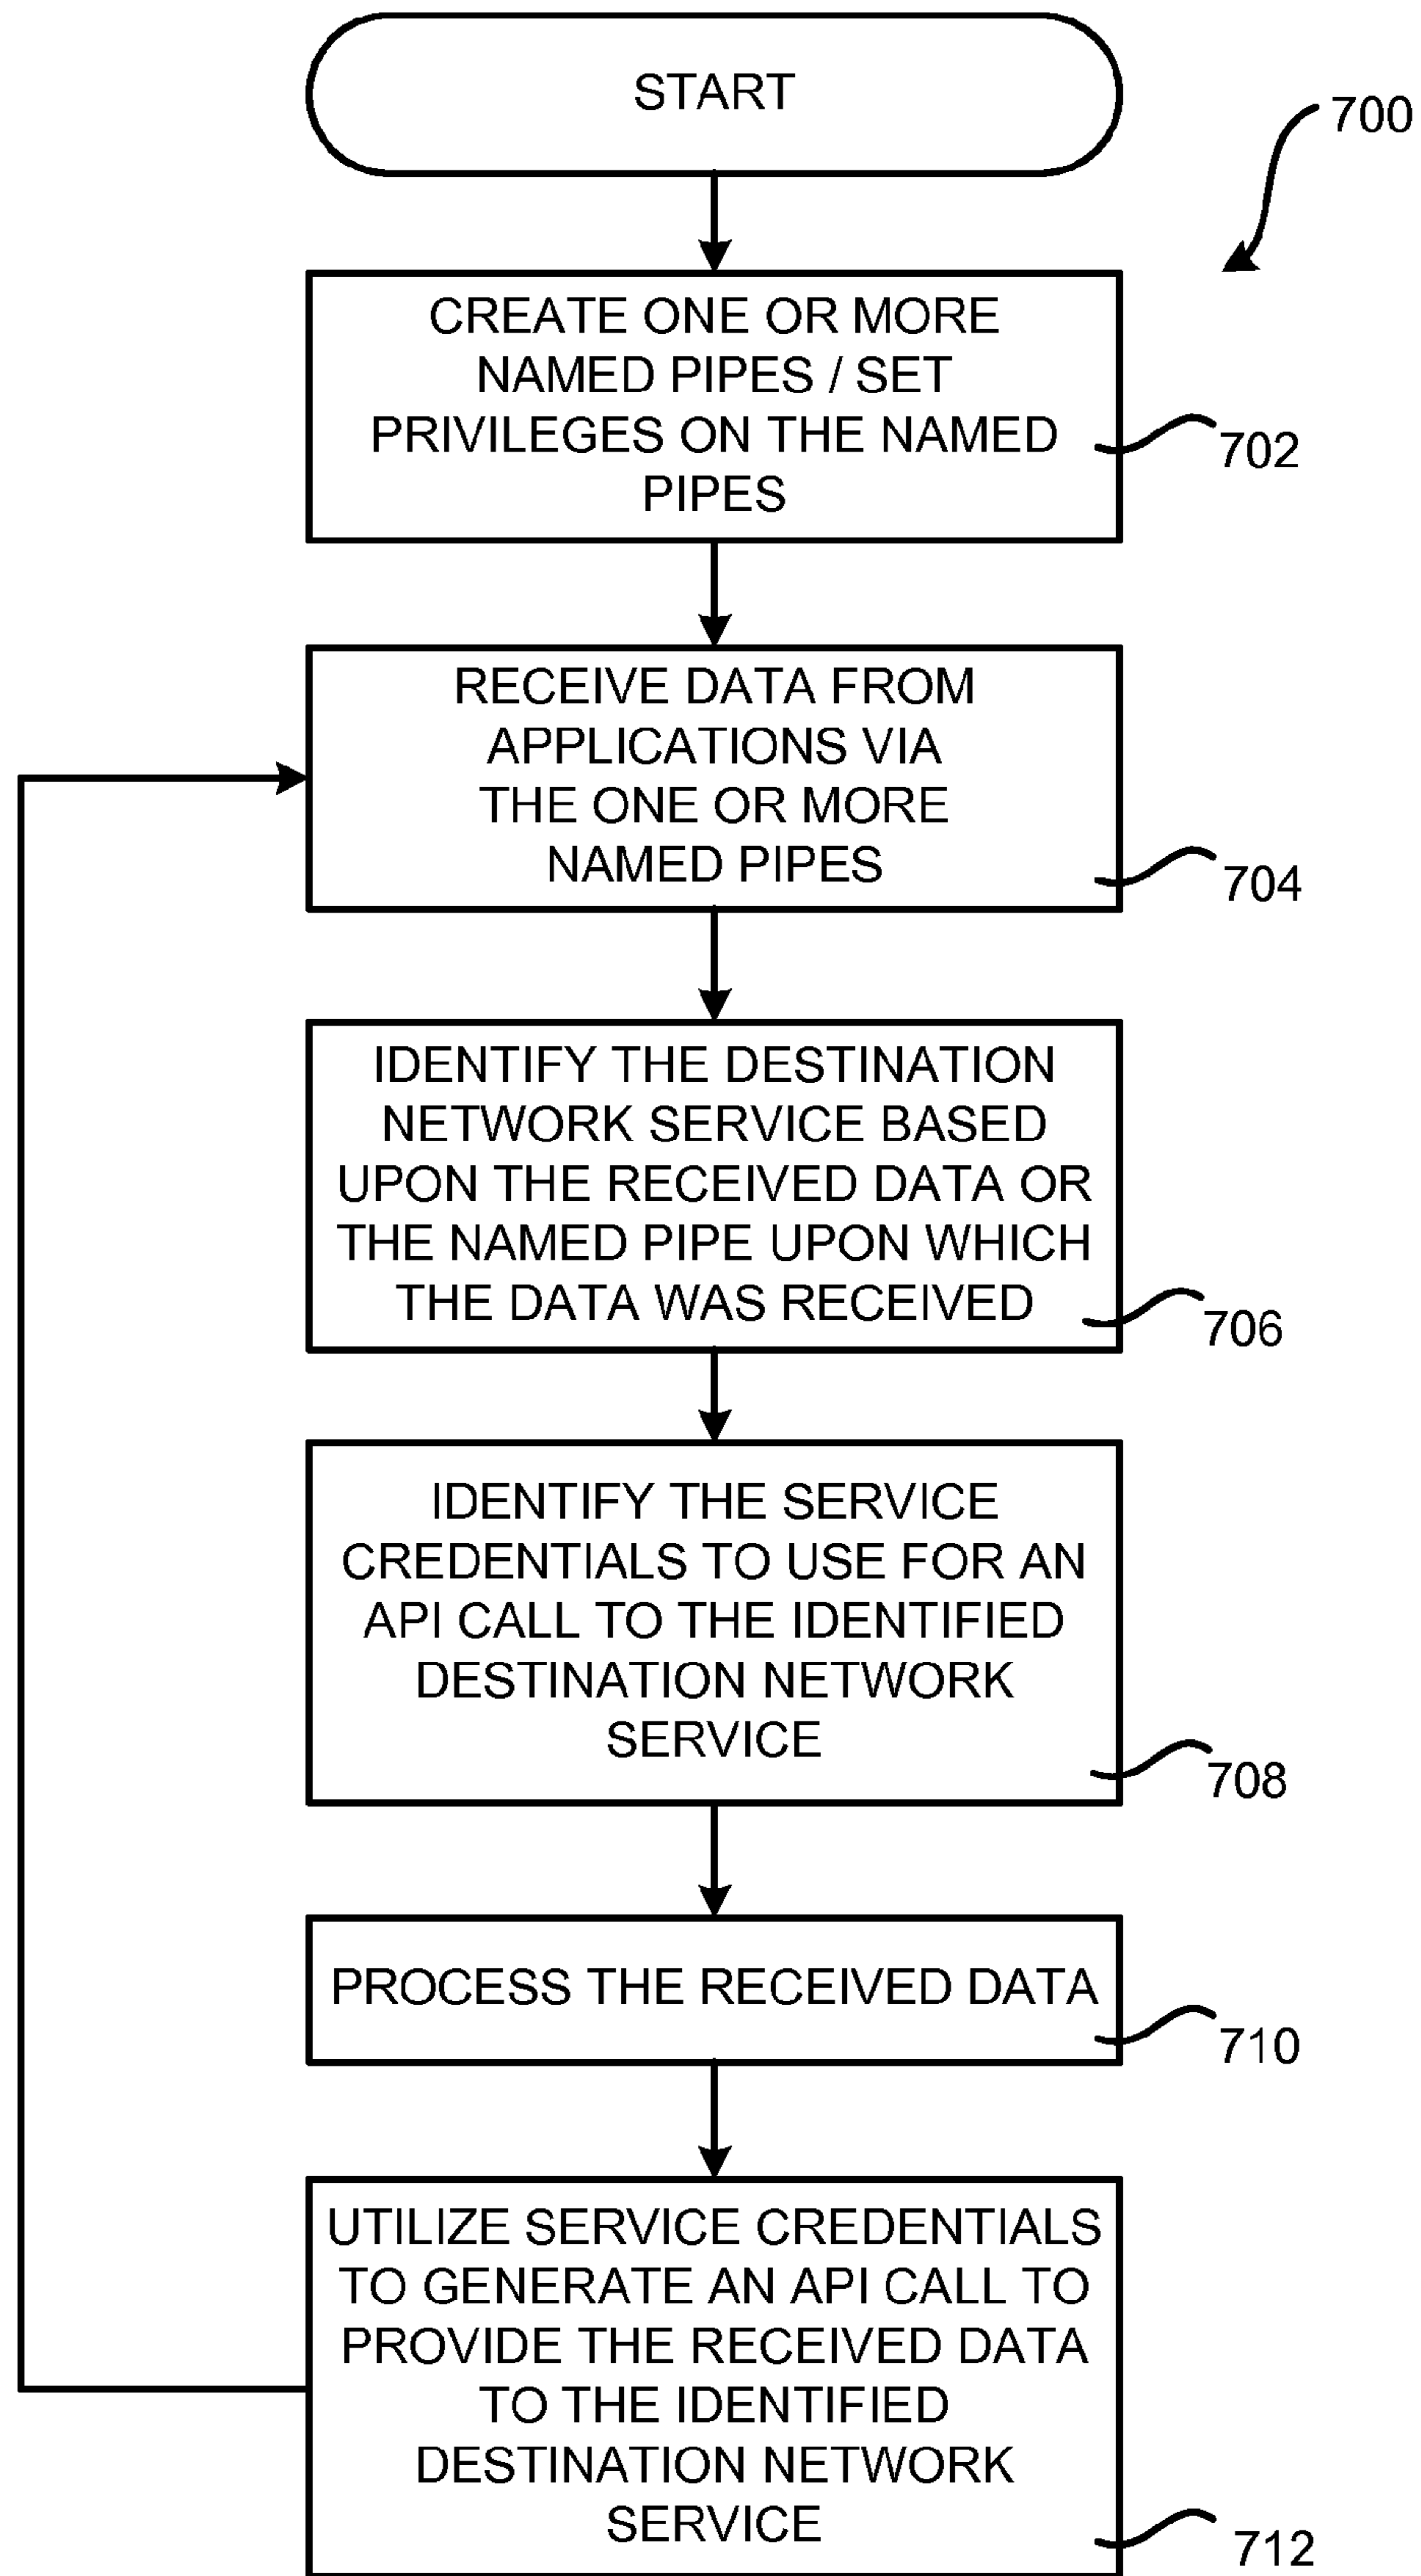 START
700
CREATE ONE OR MORE
NAMED PIPES / SET
PRIVILEGES ON THE NAMED
PIPES
702
RECEIVE DATA FROM
APPLICATIONS VIA
THE ONE OR MORE
NAMED PIPES
704
IDENTIFY THE DESTINATION
NETWORK SERVICE BASED
UPON THE RECEIVED DATA OR
THE NAMED PIPE UPON WHICH
THE DATA WAS RECEIVED
706
IDENTIFY THE SERVICE
CREDENTIALS TO USE FOR AN
API CALL TO THE IDENTIFIED
DESTINATION NETWORK
SERVICE
708
PROCESS THE RECEIVED DATA
710
UTILIZE SERVICE CREDENTIALS
TO GENERATE AN API CALL TO
PROVIDE THE RECEIVED DATA
TO THE IDENTIFIED
DESTINATION NETWORK
SERVICE
712